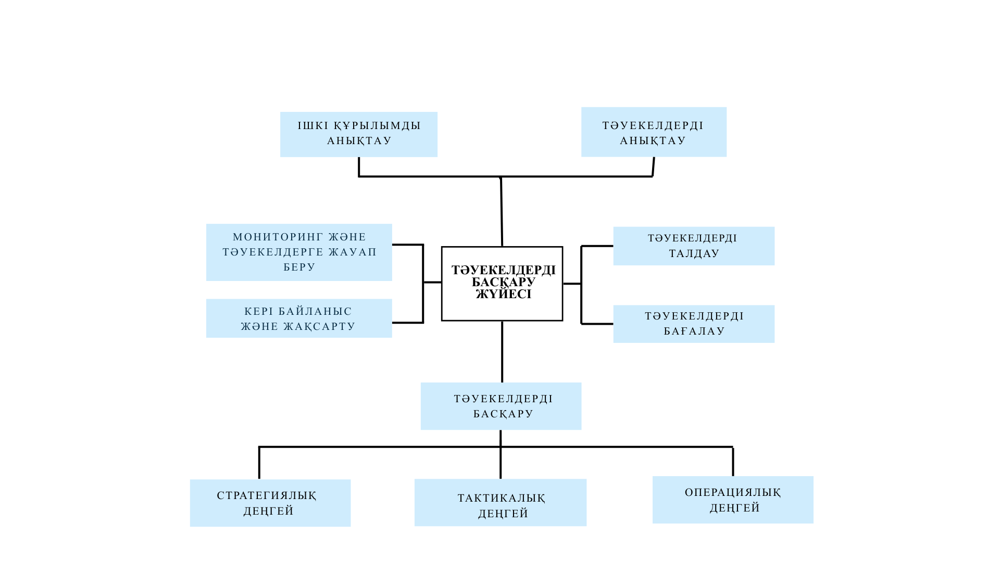 ІШКІ ҚҰРЫЛЫМДЫ
АНЫҚТАУ
ТӘУЕКЕЛДЕРДІ
АНЫҚТАУ
МОНИТОРИНГ ЖӘНЕ
ТӘУЕКЕЛДЕРГЕ ЖАУАП
БЕРУ
КЕРІ БАЙЛАНЫС
ЖӘНЕ ЖАҚСАРТУ
ТӘУЕКЕЛДЕРДІ
БАСҚАРУ
ЖҮЙЕСІ
ТӘУЕКЕЛДЕРДІ
ТАЛДАУ
ТӘУЕКЕЛДЕРДІ
БАҒАЛАУ
ТӘУЕКЕЛДЕРДІ
БАСҚАРУ
СТРАТЕГИЯЛЫҚ
ДЕҢГЕЙ
ТАКТИКАЛЫҚ
ДЕҢГЕЙ
ОПЕРАЦИЯЛЫҚ
ДЕҢГЕЙ